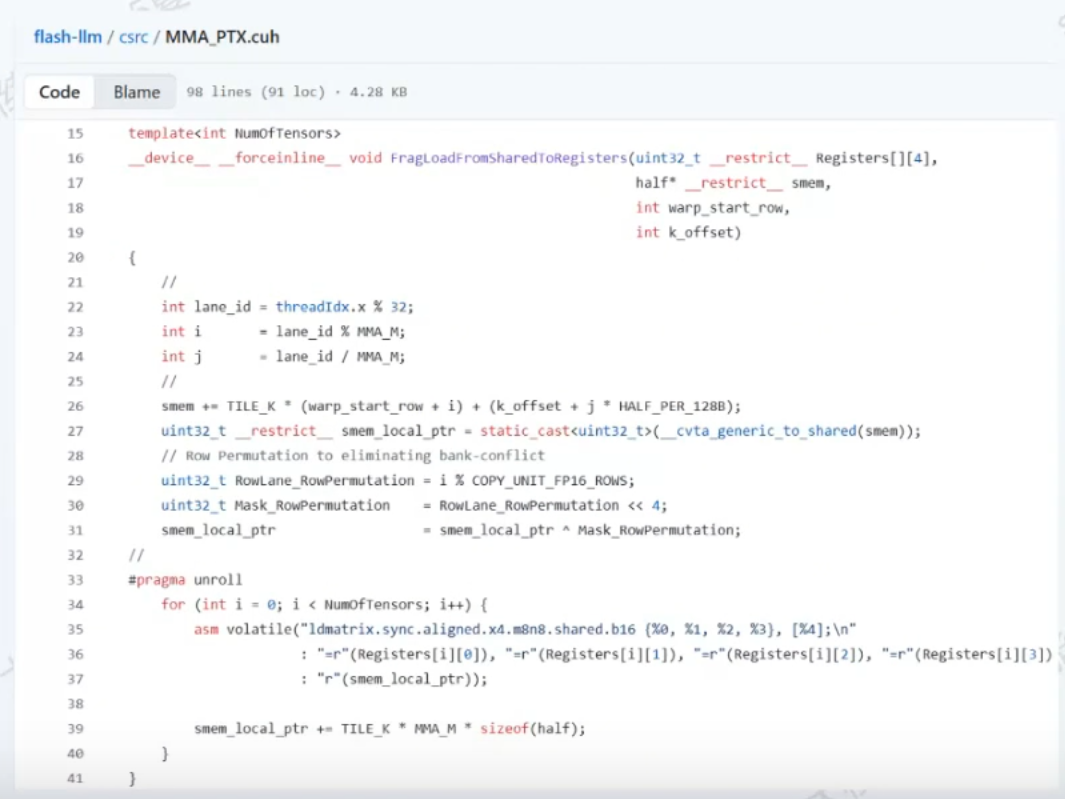 flash-llm / csrc / MMA_PTX.cuh
Code Blame 98 lines (91 loc) · 4.28 KB
15 template<int NumOfTensors>
16 __device__ __forceinline__ void FragLoadFromSharedToRegisters(uint32_t __restrict__ Registers[][4],
17 half* __restrict__ smem,
18 int warp_start_row,
19 int k_offset)
20 {
21 //
22 int lane_id = threadIdx.x % 32;
23 int i = lane_id % MMA_M;
24 int j = lane_id / MMA_M;
25 //
26 smem += TILE_K * (warp_start_row + i) + (k_offset + j * HALF_PER_128B);
27 uint32_t __restrict__ smem_local_ptr = static_cast<uint32_t>(__cvta_generic_to_shared(smem));
28 // Row Permutation to eliminating bank-conflict
29 uint32_t RowLane_RowPermutation = i % COPY_UNIT_FP16_ROWS;
30 uint32_t Mask_RowPermutation = RowLane_RowPermutation << 4;
31 smem_local_ptr = smem_local_ptr ^ Mask_RowPermutation;
32 //
33 #pragma unroll
34 for (int i = 0; i < NumOfTensors; i++) {
35 asm volatile("ldmatrix.sync.aligned.x4.m8n8.shared.b16 {%0, %1, %2, %3}, [%4];\n"
36 : "=r"(Registers[i][0]), "=r"(Registers[i][1]), "=r"(Registers[i][2]), "=r"(Registers[i][3])
37 : "r"(smem_local_ptr));
38
39 smem_local_ptr += TILE_K * MMA_M * sizeof(half);
40 }
41 }